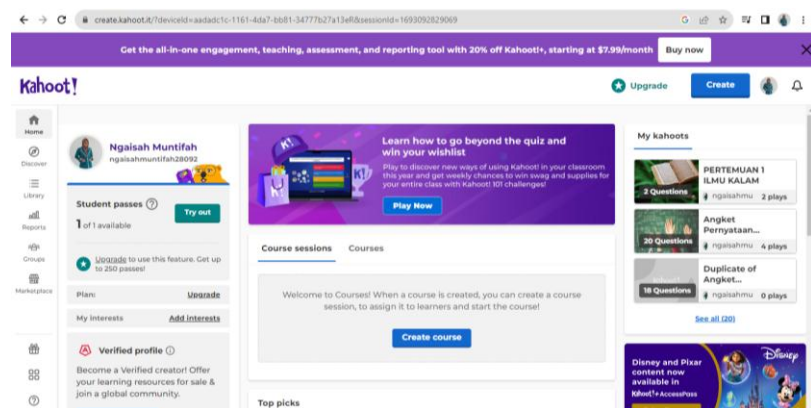 create.kahoot.it/?deviceId=aadadc1c-1161-4da7-bb81-34777b27a13eR&sessionId=1693092829069
Get the all-in-one engagement, teaching, assessment, and reporting tool with 20% off Kahoot!+, starting at $7.99/month
Buy now
Kahoot!
Upgrade
Create
Home
Discover
Library
Reports
Groups
Marketplace
Ngaisah Muntifah
ngaisahmuntifah28092
Student passes
1 of 1 available
Try out
Upgrade to use this feature. Get up
to 250 passes!
Plan:
Upgrade
My interests
Add interests
Verified profile
Become a Verified creator! Offer
your learning resources for sale &
join a global community.
K!
Learn how to go beyond the quiz and
win your wishlist
Play to discover new ways of using Kahoot! in your classroom
this year and get weekly chances to win swag and supplies for
your entire class with Kahoot! 101 challenges!
Play Now
Course sessions
Courses
Welcome to Courses! When a course is created, you can create a course
session, to assign it to learners and start the course!
Create course
Top picks
My kahoots
2 Questions
PERTEMUAN 1
ILMU KALAM
ngaisahmu
2 plays
20 Questions
Angket
Pernyataan...
ngaisahmu
4 plays
18 Questions
Duplicate of
Angket...
ngaisahmu
0 plays
See all (20)
Disney and Pixar
content now
available in
Kahoot!+ AccessPass
Disney